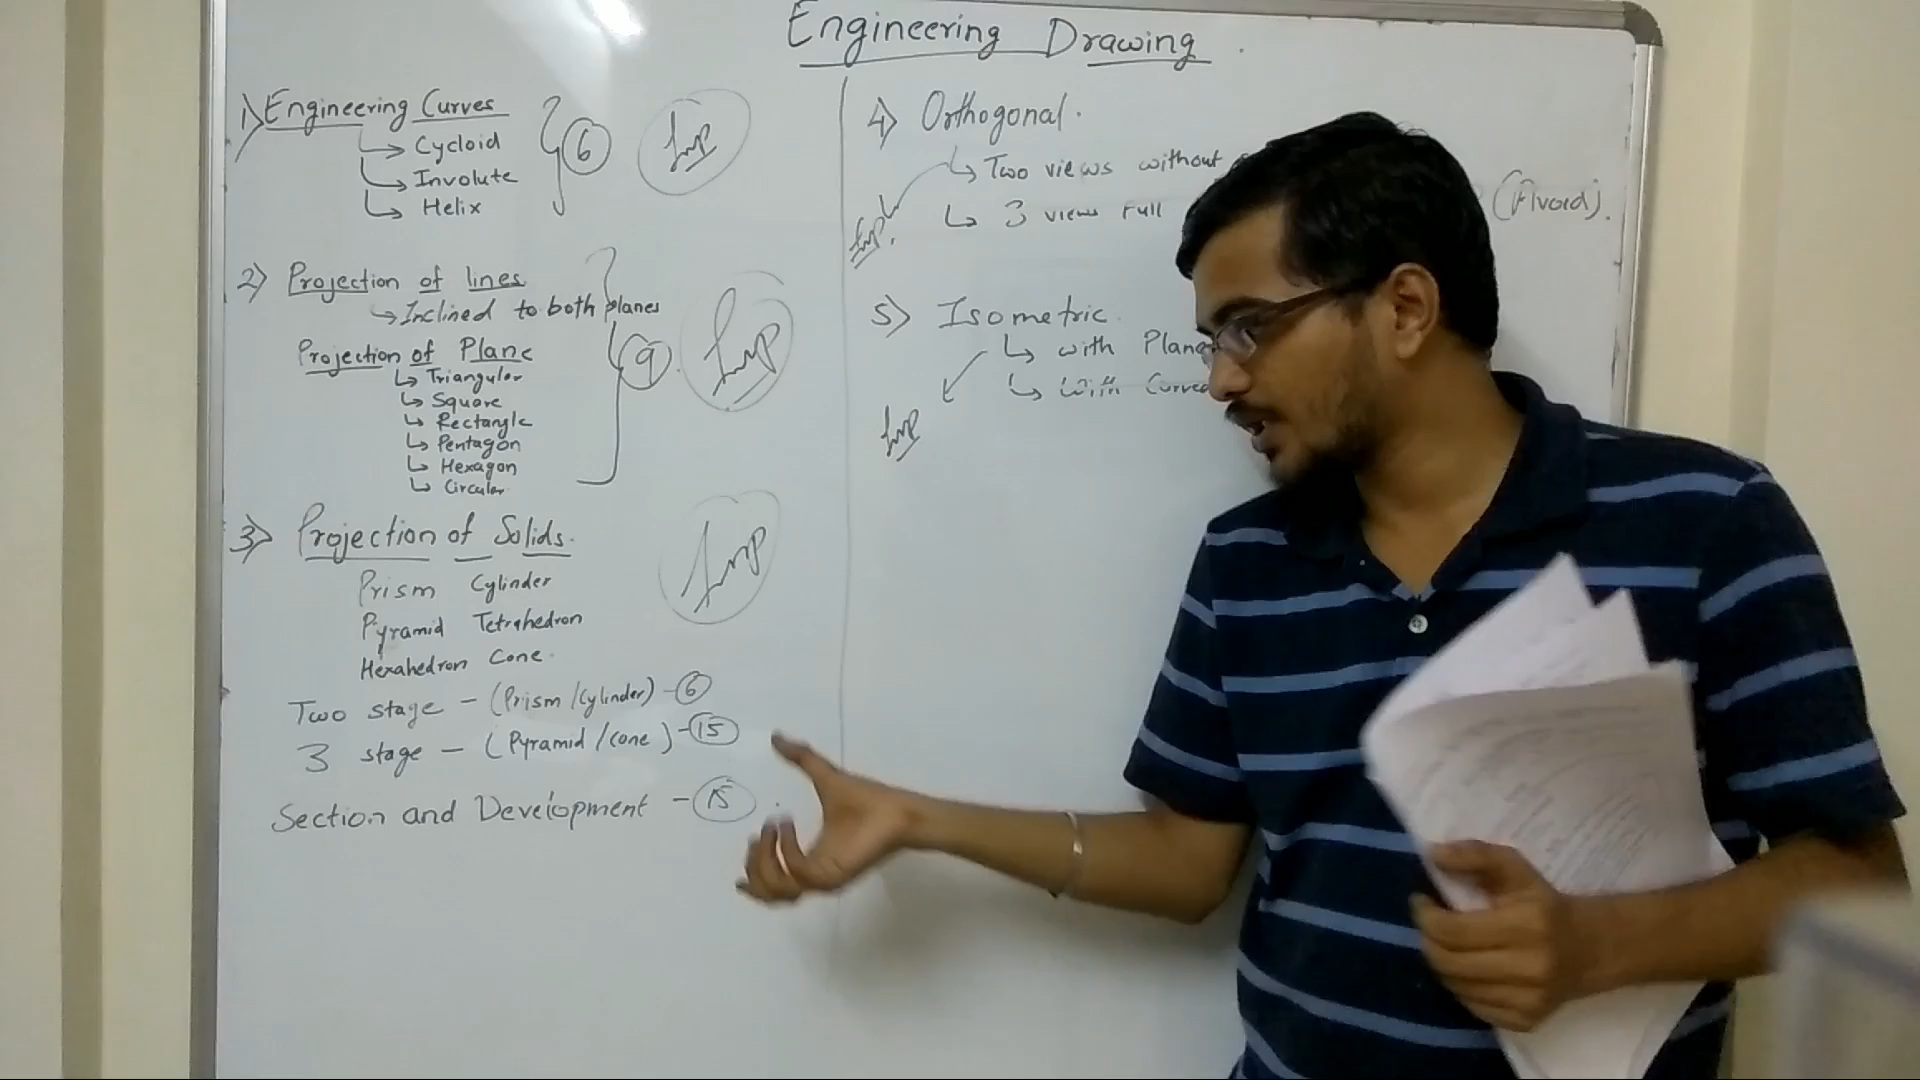 Engineering Drawing
1) Engineering Curves
Cycloid
Involute
Helix
6
Imp
2) Projection of lines
Inclined to both planes
Projection of Plane
Triangular
Square
Rectangle
Pentagon
Hexagon
Circular
9
Imp
3) Projection of Solids.
Prism Cylinder
Pyramid Tetrahedron
Hexahedron Cone
Imp
Two stage - (Prism/Cylinder) - 6
3 stage - (Pyramid/Cone) - 15
Section and Development - 15
4) Orthogonal.
Two views without
3 views Full
(Avoid).
Imp.
5) Isometric
with Plane
With Curved
Imp